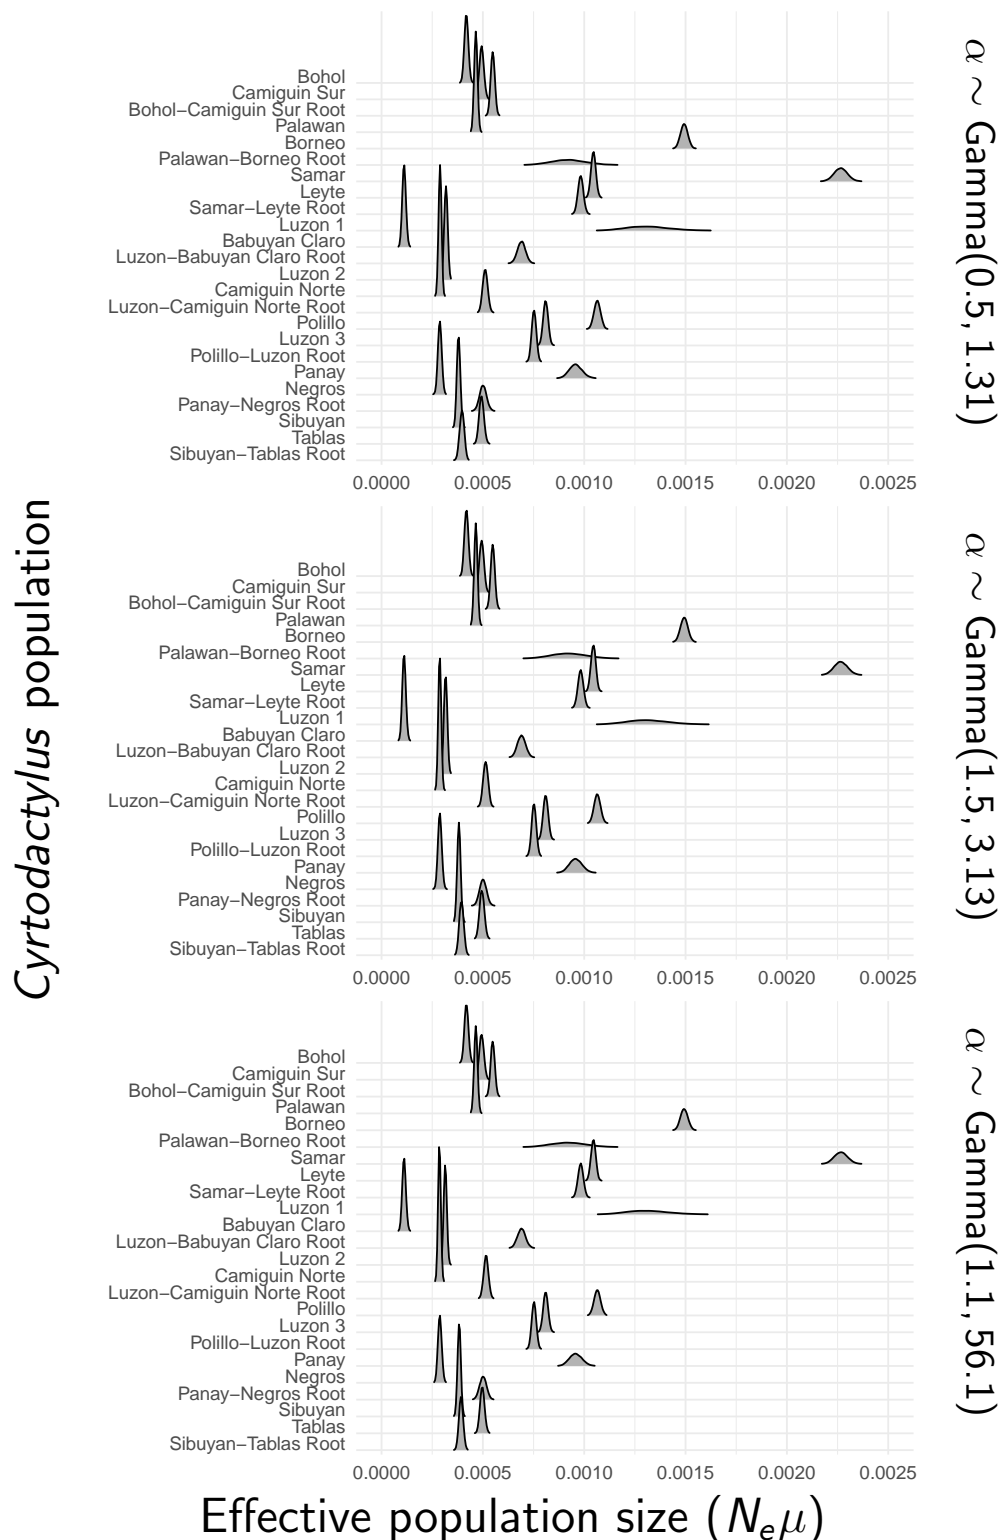 Bohol
Camiguin Sur
Bohol−Camiguin Sur Root
Palawan
Borneo
Palawan−Borneo Root
Samar
Leyte
Samar−Leyte Root
Luzon 1
Babuyan Claro
Luzon−Babuyan Claro Root
Luzon 2
Camiguin Norte
Luzon−Camiguin Norte Root
Polillo
Luzon 3
Polillo−Luzon Root
Panay
Negros
Panay−Negros Root
Sibuyan
Tablas
Sibuyan−Tablas Root
0.0000 0.0005 0.0010 0.0015 0.0020 0.0025
α ∼ Gamma(0.5, 1.31)
Bohol
Camiguin Sur
Bohol−Camiguin Sur Root
Palawan
Borneo
Palawan−Borneo Root
Samar
Leyte
Samar−Leyte Root
Luzon 1
Babuyan Claro
Luzon−Babuyan Claro Root
Luzon 2
Camiguin Norte
Luzon−Camiguin Norte Root
Polillo
Luzon 3
Polillo−Luzon Root
Panay
Negros
Panay−Negros Root
Sibuyan
Tablas
Sibuyan−Tablas Root
0.0000 0.0005 0.0010 0.0015 0.0020 0.0025
α ∼ Gamma(1.5, 3.13)
Bohol
Camiguin Sur
Bohol−Camiguin Sur Root
Palawan
Borneo
Palawan−Borneo Root
Samar
Leyte
Samar−Leyte Root
Luzon 1
Babuyan Claro
Luzon−Babuyan Claro Root
Luzon 2
Camiguin Norte
Luzon−Camiguin Norte Root
Polillo
Luzon 3
Polillo−Luzon Root
Panay
Negros
Panay−Negros Root
Sibuyan
Tablas
Sibuyan−Tablas Root
0.0000 0.0005 0.0010 0.0015 0.0020 0.0025
α ∼ Gamma(1.1, 56.1)
Cyrtodactylus population
Effective population size (Nₑμ)